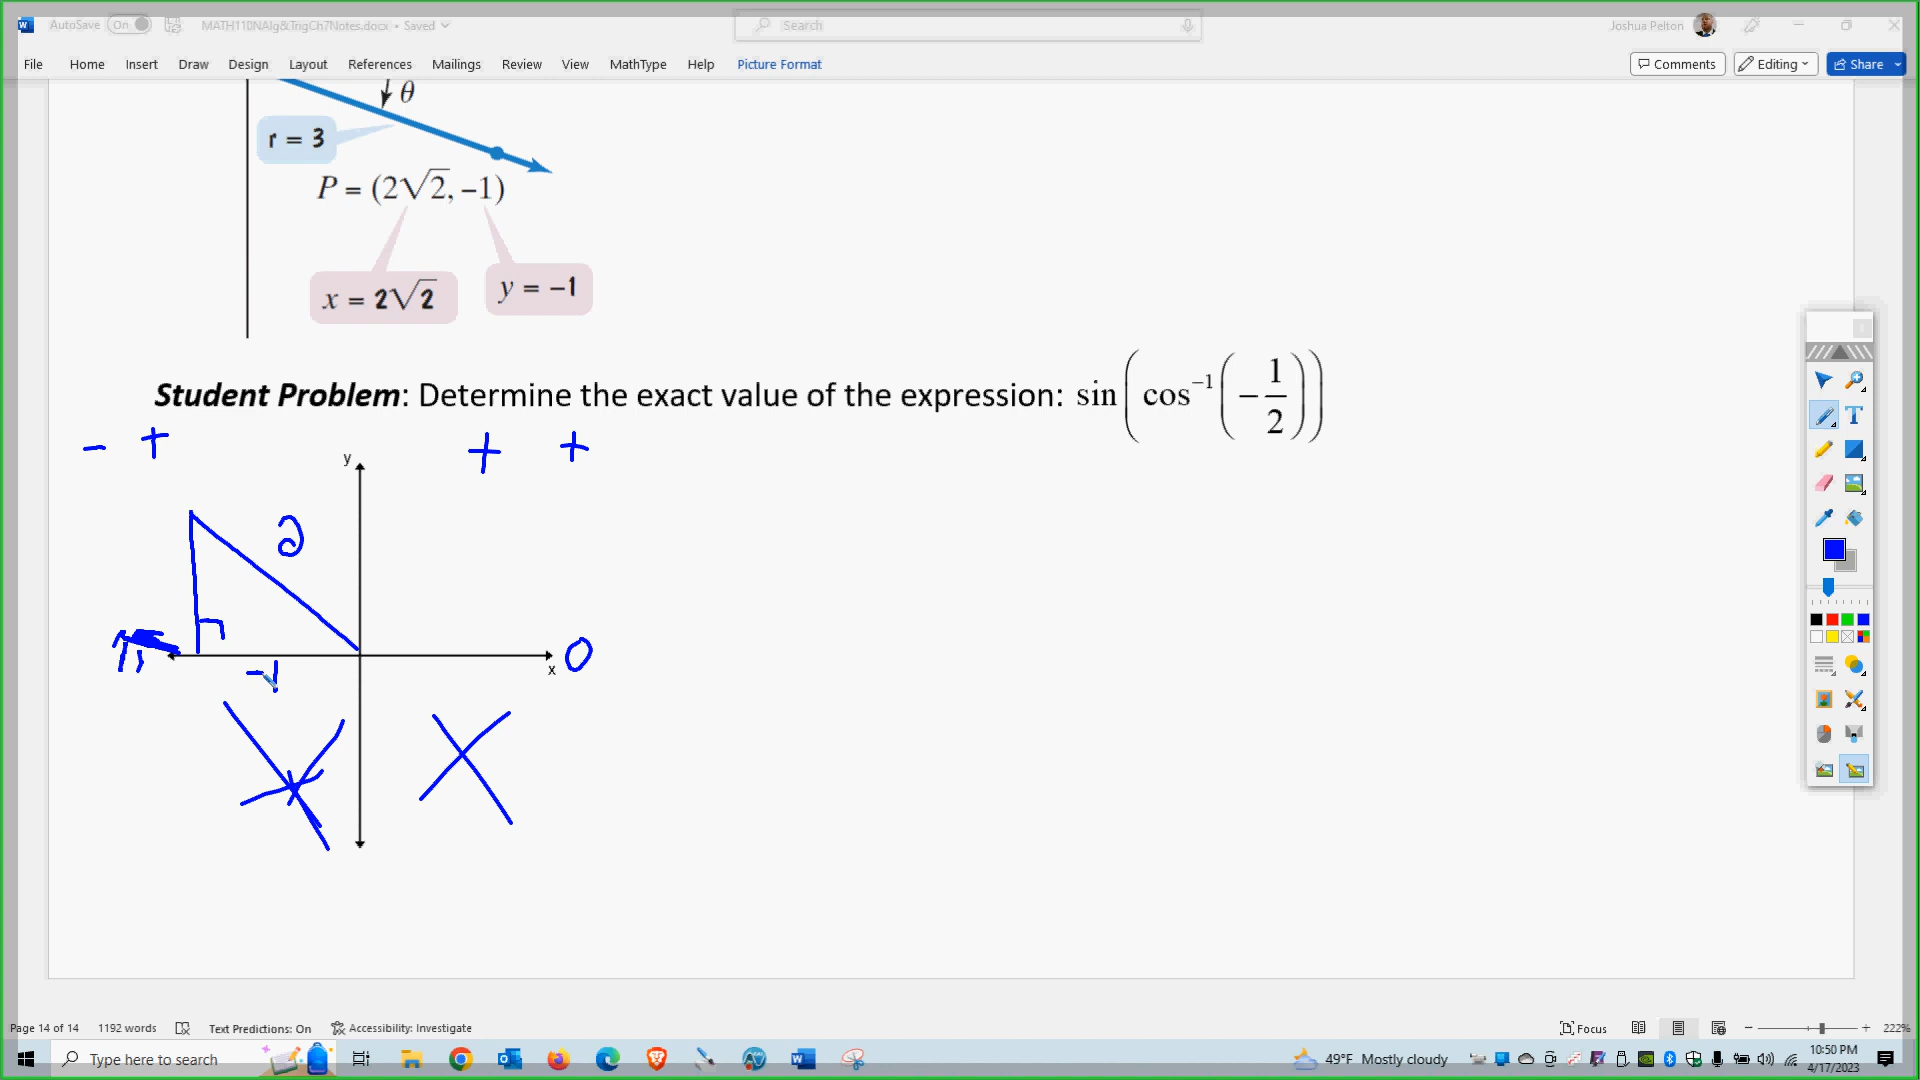 AutoSave On MATH110NAlg&TrigCh7Notes.docx • Saved Search Joshua Pelton
File Home Insert Draw Design Layout References Mailings Review View MathType Help Picture Format Comments Editing Share
θ
r = 3
P = (2√2, −1)
x = 2√2 y = −1
Student Problem: Determine the exact value of the expression: sin(cos⁻¹(−1/2))
− + + +
y
2
π 0
x
-1
Page 14 of 14 1192 words Text Predictions: On Accessibility: Investigate Focus 222%
Type here to search 49°F Mostly cloudy 10:50 PM
4/17/2023